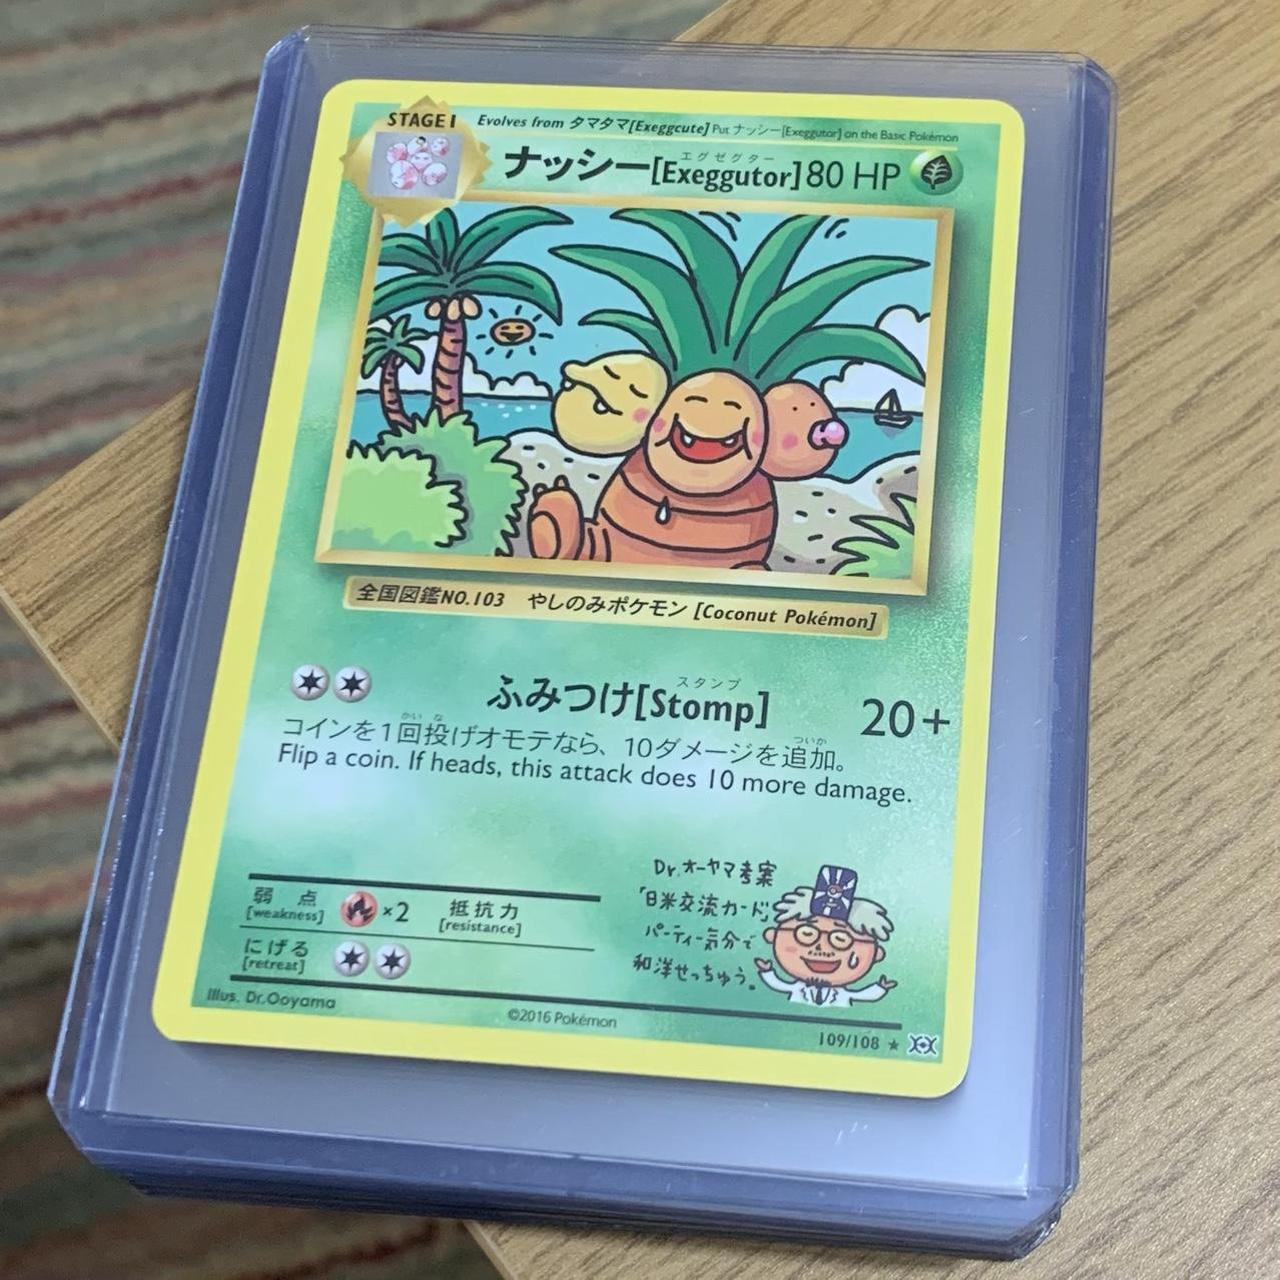 STAGE 1
Evolves from タマタマ[Exeggcute] Put ナッシー[Exeggutor] on the Basic Pokémon
エグゼグター
ナッシー[Exeggutor] 80 HP
全国図鑑NO.103 やしのみポケモン [Coconut Pokémon]
スタンプ
ふみつけ[Stomp] 20+
かい な ついか
コインを1回投げオモテなら、10ダメージを追加。
Flip a coin. If heads, this attack does 10 more damage.
弱点 ×2 抵抗力
[weakness] [resistance]
にげる
[retreat]
Dr.オーヤマ考案
「日米交流カード」
パーティー気分で
和洋せっちゅう。
Illus. Dr.Ooyama
©2016 Pokémon
109/108 ★